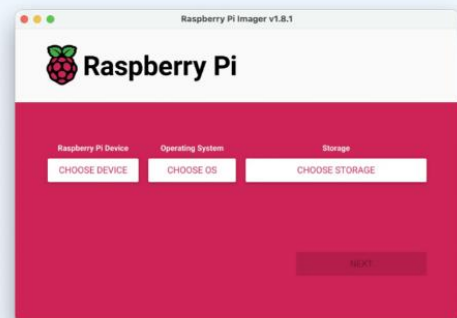 Raspberry Pi Imager v1.8.1
Raspberry Pi
Raspberry Pi Device Operating System Storage
CHOOSE DEVICE CHOOSE OS CHOOSE STORAGE
NEXT